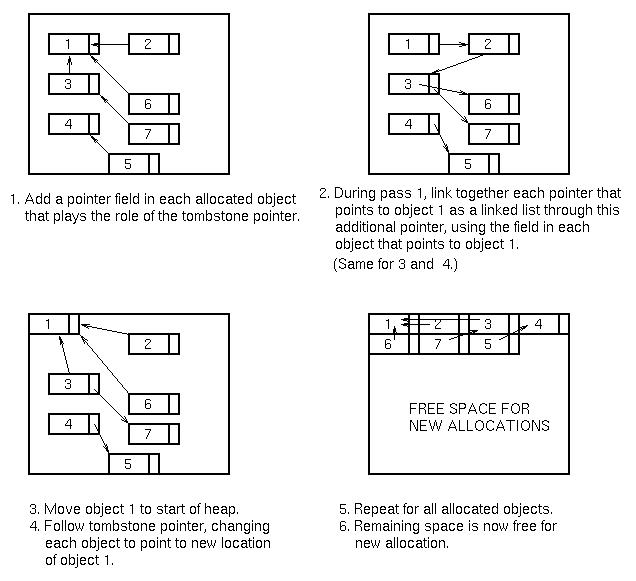 1
2
3
6
4
7
5
1
2
3
6
4
7
5
1. Add a pointer field in each allocated object
that plays the role of the tombstone pointer.
2. During pass 1, link together each pointer that
points to object 1 as a linked list through this
additional pointer, using the field in each
object that points to object 1.
(Same for 3 and 4.)
1
2
3
6
4
7
5
1 2 3 4
6 7 5
FREE SPACE FOR
NEW ALLOCATIONS
3. Move object 1 to start of heap.
4. Follow tombstone pointer, changing
each object to point to new location
of object 1.
5. Repeat for all allocated objects.
6. Remaining space is now free for
new allocation.